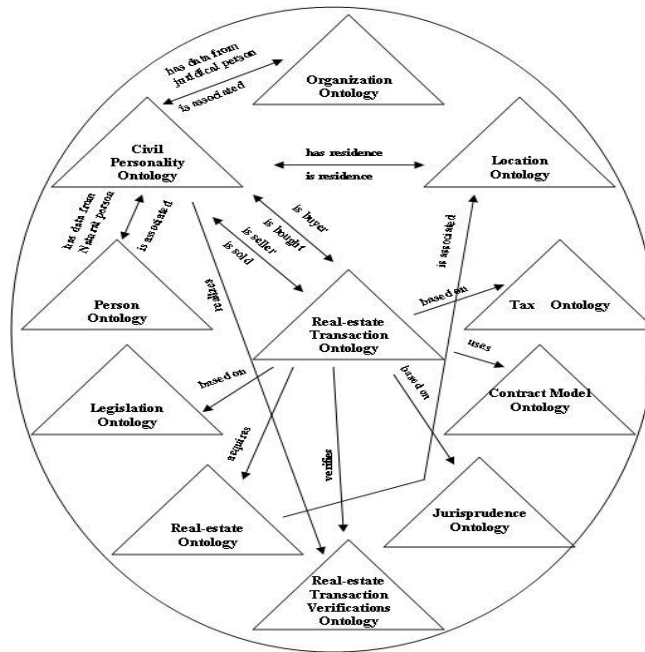 has data from
juridical person
is associated
Organization
Ontology
Civil
Personality
Ontology
has residence
is residence
Location
Ontology
has data from
Natural person
is associated
is buyer
is bought
is seller
is sold
realizes
Person
Ontology
Real-estate
Transaction
Ontology
based on
Tax Ontology
uses
Contract Model
Ontology
based on
Legislation
Ontology
based on
verifies
Real-estate
Ontology
Jurisprudence
Ontology
Real-estate
Transaction
Verifications
Ontology